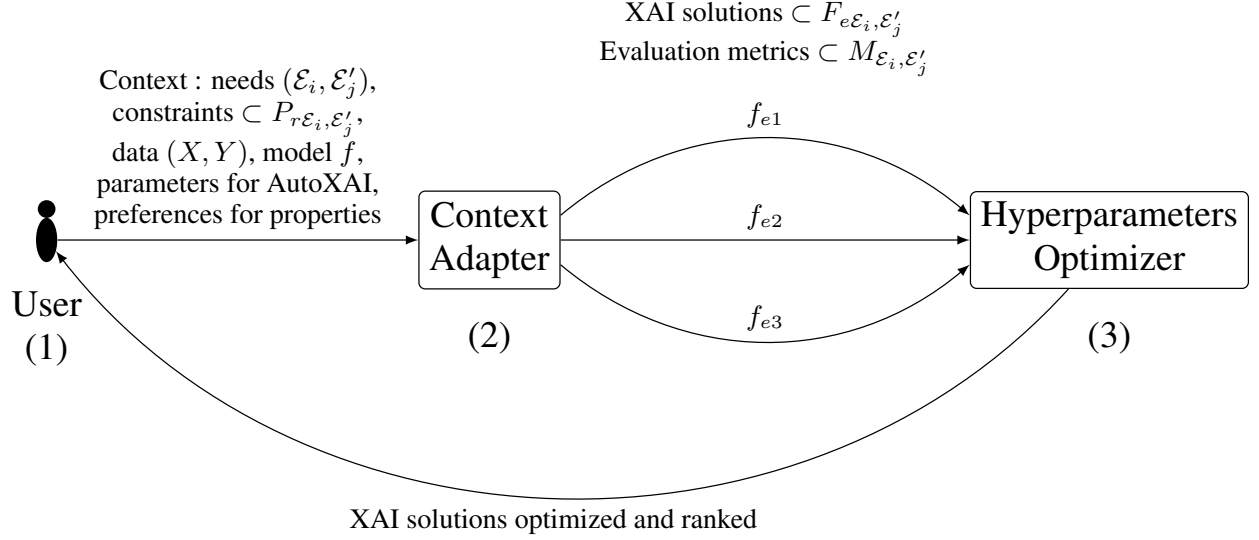 XAI solutions ⊂ F_{eℰ_i,ℰ'_j}
Evaluation metrics ⊂ M_{ℰ_i,ℰ'_j}
Context : needs (ℰ_i, ℰ'_j),
constraints ⊂ P_{rℰ_i,ℰ'_j},
data (X, Y), model f,
parameters for AutoXAI,
preferences for properties
f_{e1}
f_{e2}
f_{e3}
User
(1)
Context
Adapter
(2)
Hyperparameters
Optimizer
(3)
XAI solutions optimized and ranked